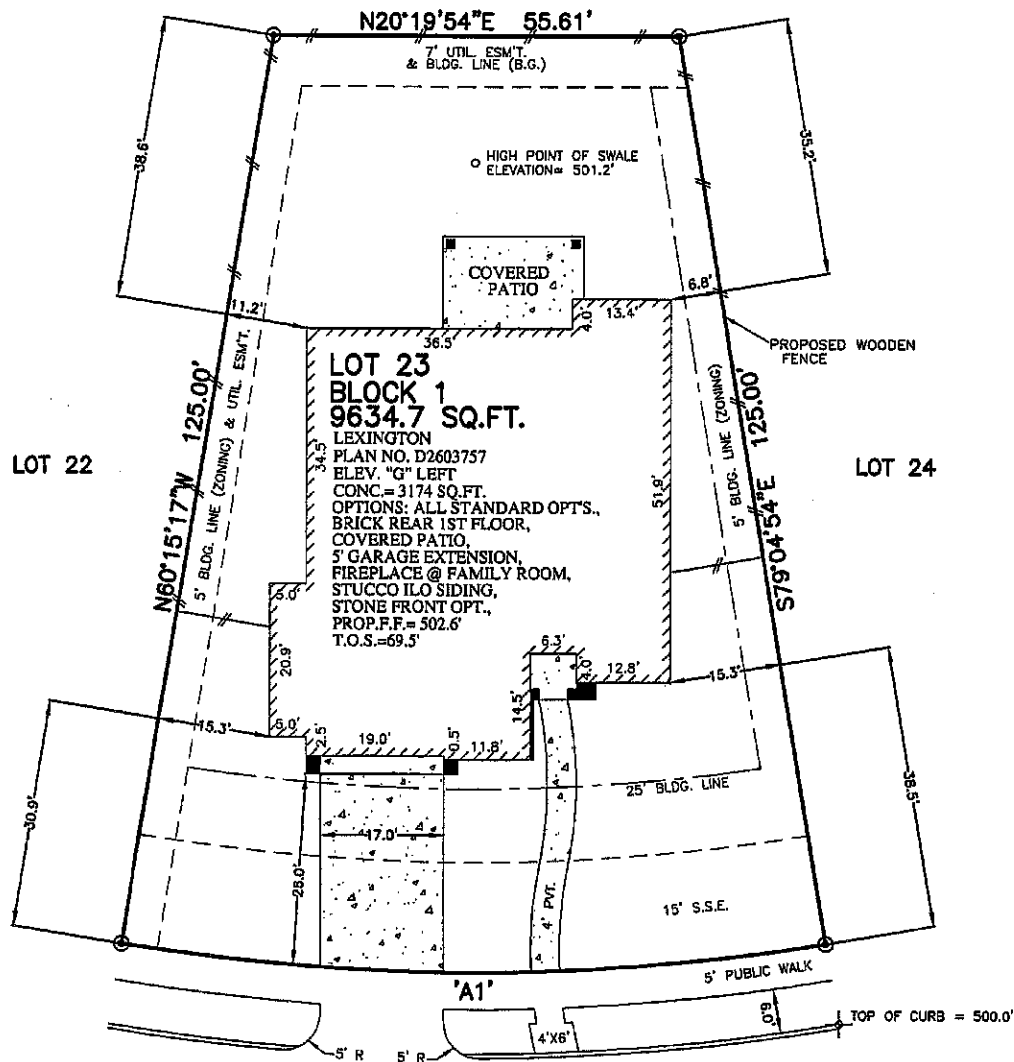 N20°19'54"E 55.61'
7' UTIL. ESM'T.
& BLDG. LINE (B.G.)
38.6'
35.2'
HIGH POINT OF SWALE
ELEVATION= 501.2'
COVERED
PATIO
11.2'
6.8'
4.0'
13.4'
36.5'
PROPOSED WOODEN
FENCE
LOT 23
BLOCK 1
9634.7 SQ.FT.
LEXINGTON
PLAN NO. D2603757
ELEV. "G" LEFT
CONC.= 3174 SQ.FT.
OPTIONS: ALL STANDARD OPT'S.,
BRICK REAR 1ST FLOOR,
COVERED PATIO,
5' GARAGE EXTENSION,
FIREPLACE @ FAMILY ROOM,
STUCCO ILO SIDING,
STONE FRONT OPT.,
PROP.F.F.= 502.6'
T.O.S.=69.5'
LOT 22
N60°15'17"W 125.00'
5' BLDG. LINE (ZONING) & UTIL. ESM'T.
34.5'
51.9'
5' BLDG. LINE (ZONING)
S79°04'54"E 125.00'
LOT 24
5.0'
20.9'
5.0'
15.3'
2.5'
19.0'
0.5'
11.8'
14.5'
6.3'
4.0'
12.8'
15.3'
30.9'
38.5'
25' BLDG. LINE
17.0'
28.0'
4' PVT.
15' S.S.E.
5' PUBLIC WALK
'A1'
6.0'
TOP OF CURB = 500.0'
4'X6'
5' R
5' R